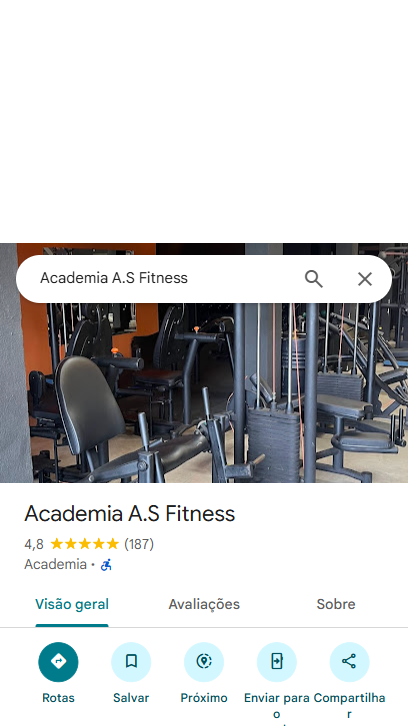 Academia A.S Fitness
Academia A.S Fitness
4,8 (187)
Academia ·
Visão geral Avaliações Sobre
Rotas Salvar Próximo Enviar para o Compartilhar